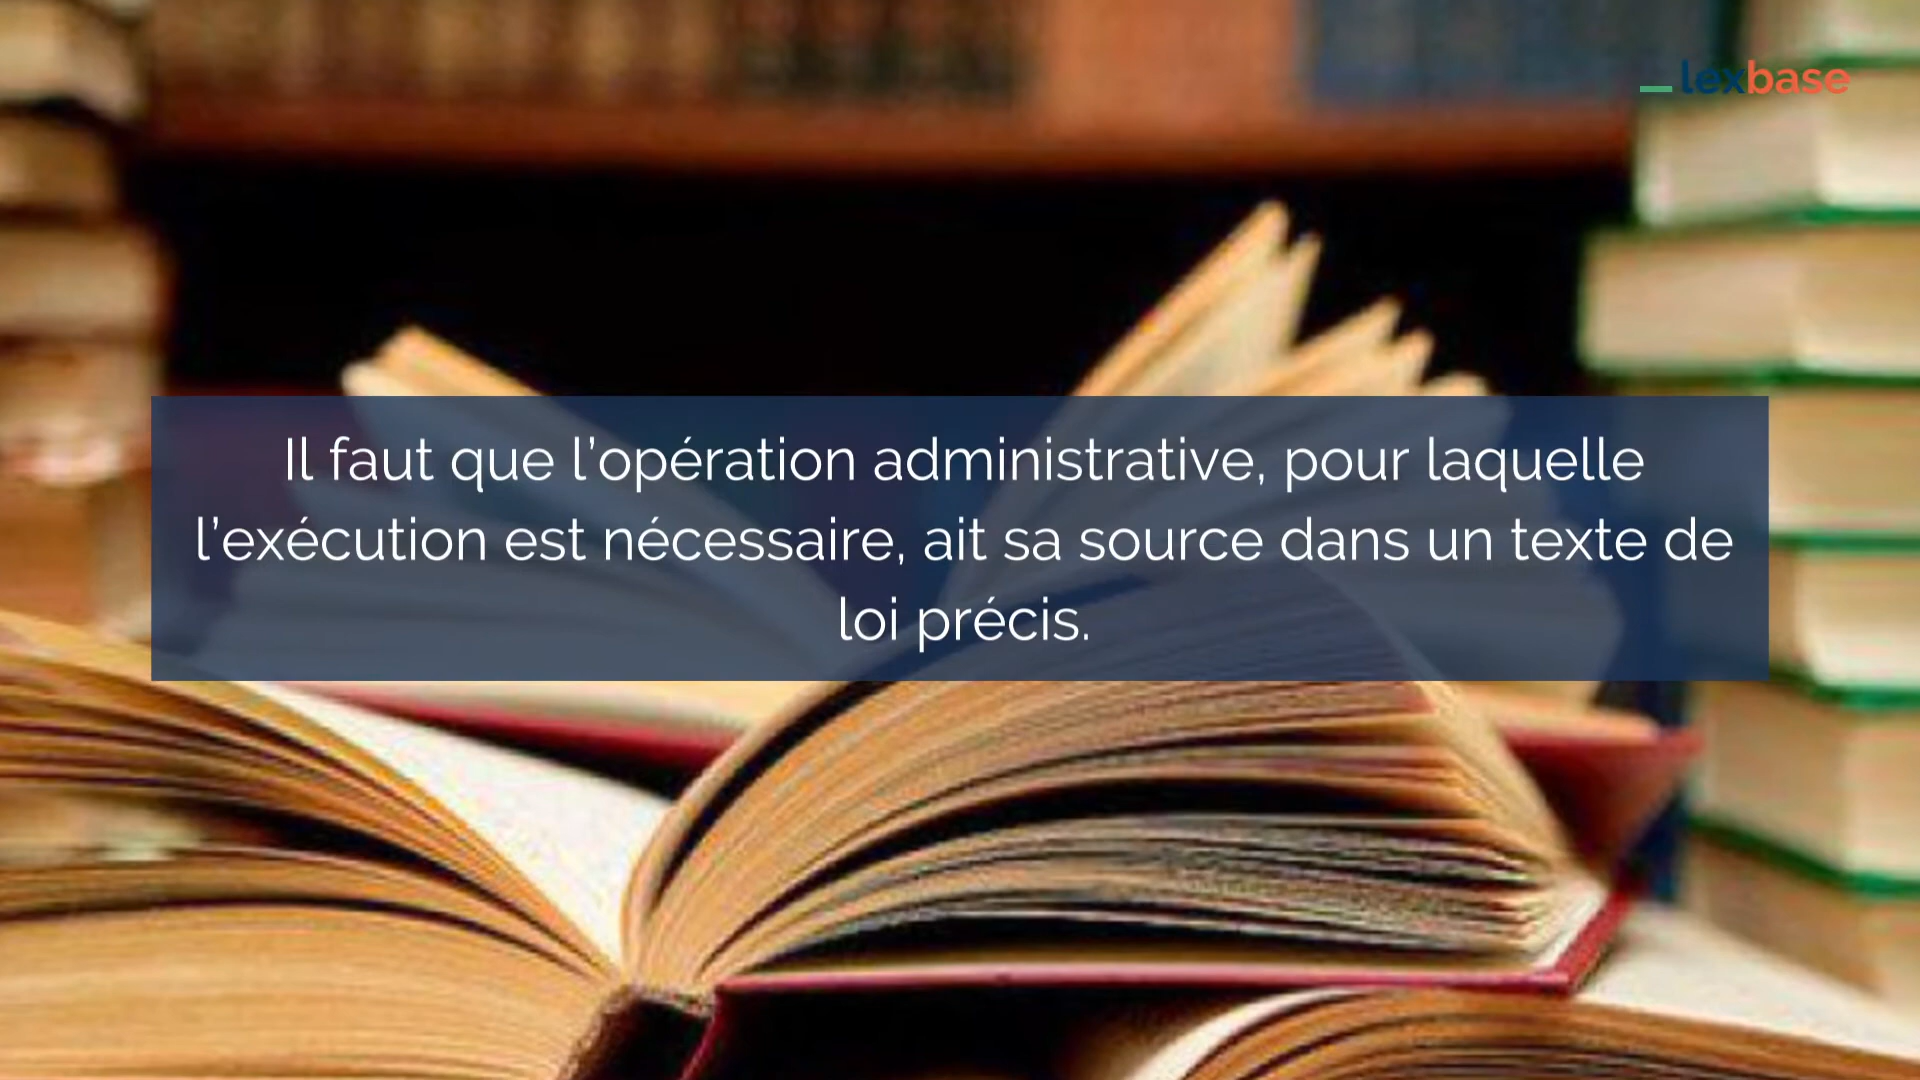 lexbase
Il faut que l’opération administrative, pour laquelle
l’exécution est nécessaire, ait sa source dans un texte de
loi précis.